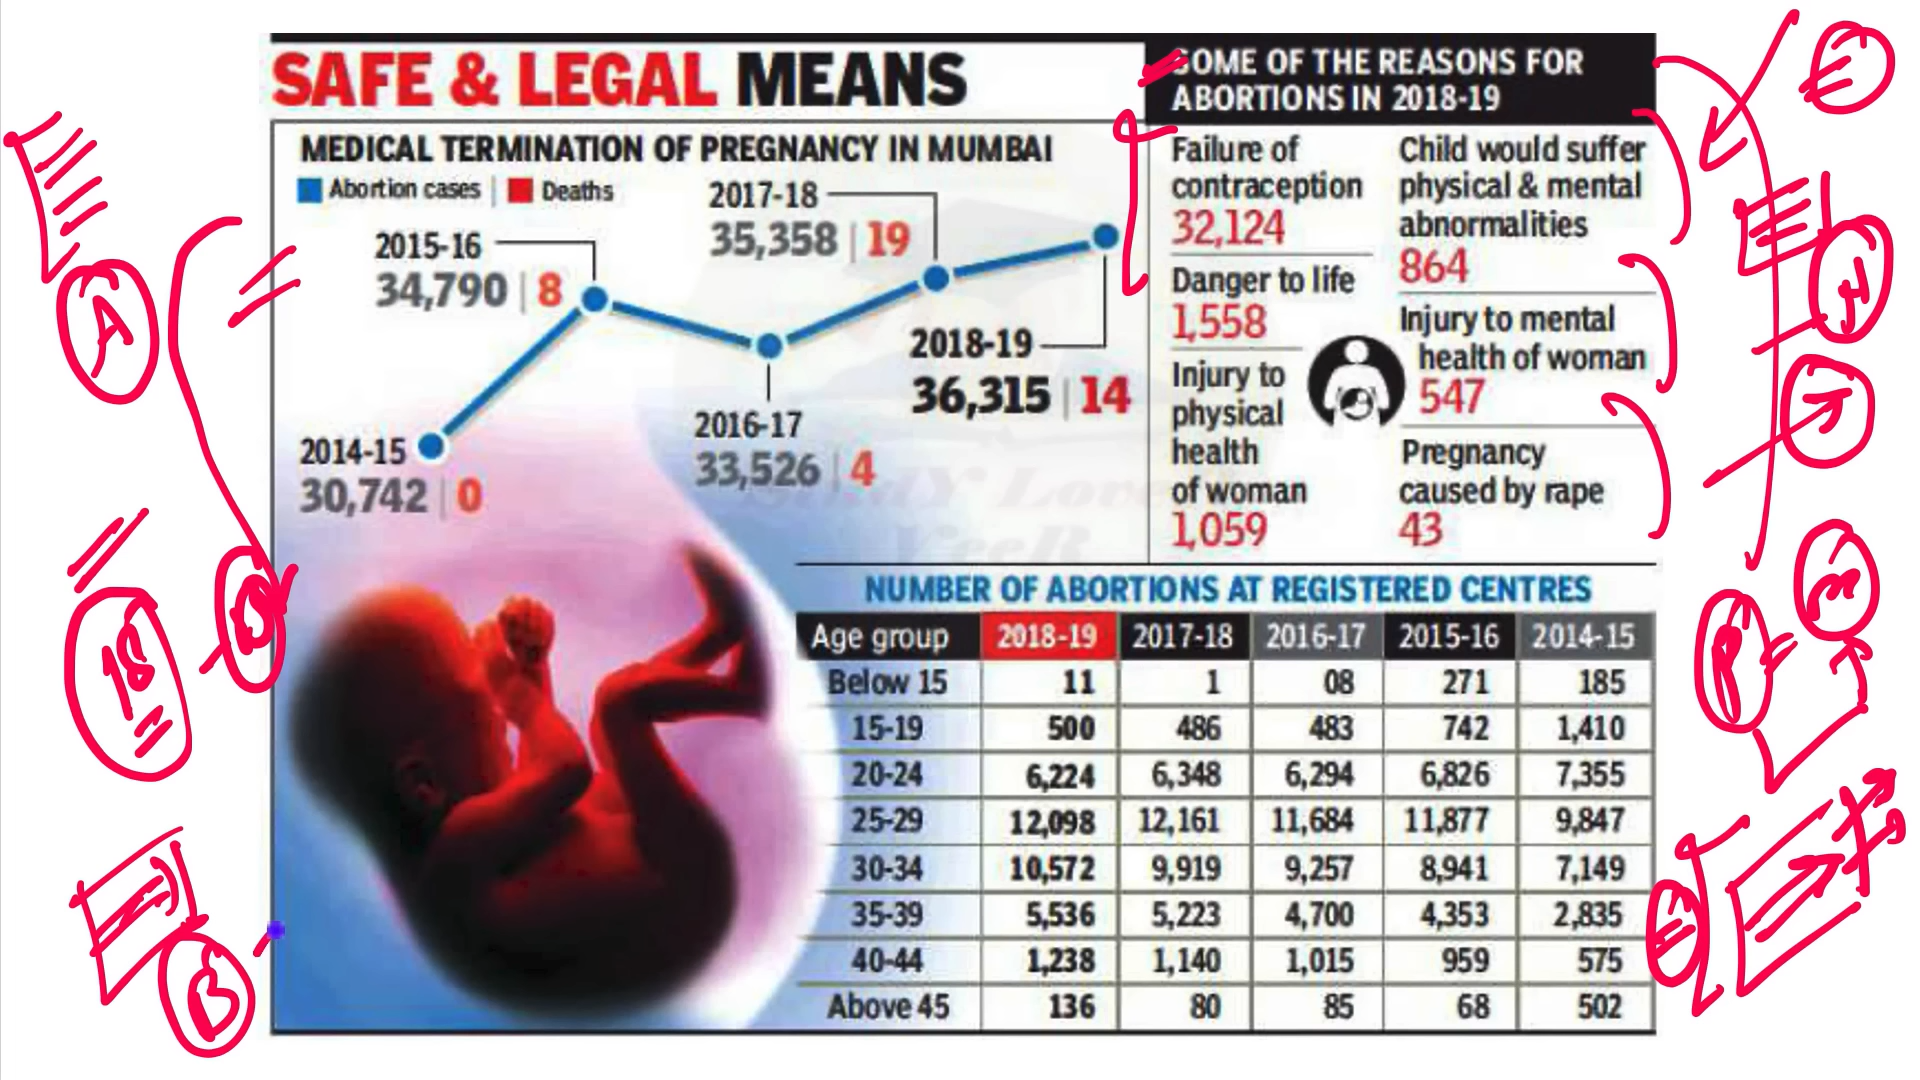 SAFE & LEGAL MEANS
MEDICAL TERMINATION OF PREGNANCY IN MUMBAI
Abortion cases | Deaths
2014-15
30,742 | 0
2015-16
34,790 | 8
2016-17
33,526 | 4
2017-18
35,358 | 19
2018-19
36,315 | 14
SOME OF THE REASONS FOR
ABORTIONS IN 2018-19
Failure of
contraception
32,124
Danger to life
1,558
Injury to
physical
health
of woman
1,059
Child would suffer
physical & mental
abnormalities
864
Injury to mental
health of woman
547
Pregnancy
caused by rape
43
NUMBER OF ABORTIONS AT REGISTERED CENTRES
Age group 2018-19 2017-18 2016-17 2015-16 2014-15
Below 15 11 1 08 271 185
15-19 500 486 483 742 1,410
20-24 6,224 6,348 6,294 6,826 7,355
25-29 12,098 12,161 11,684 11,877 9,847
30-34 10,572 9,919 9,257 8,941 7,149
35-39 5,536 5,223 4,700 4,353 2,835
40-44 1,238 1,140 1,015 959 575
Above 45 136 80 85 68 502
A
18
B